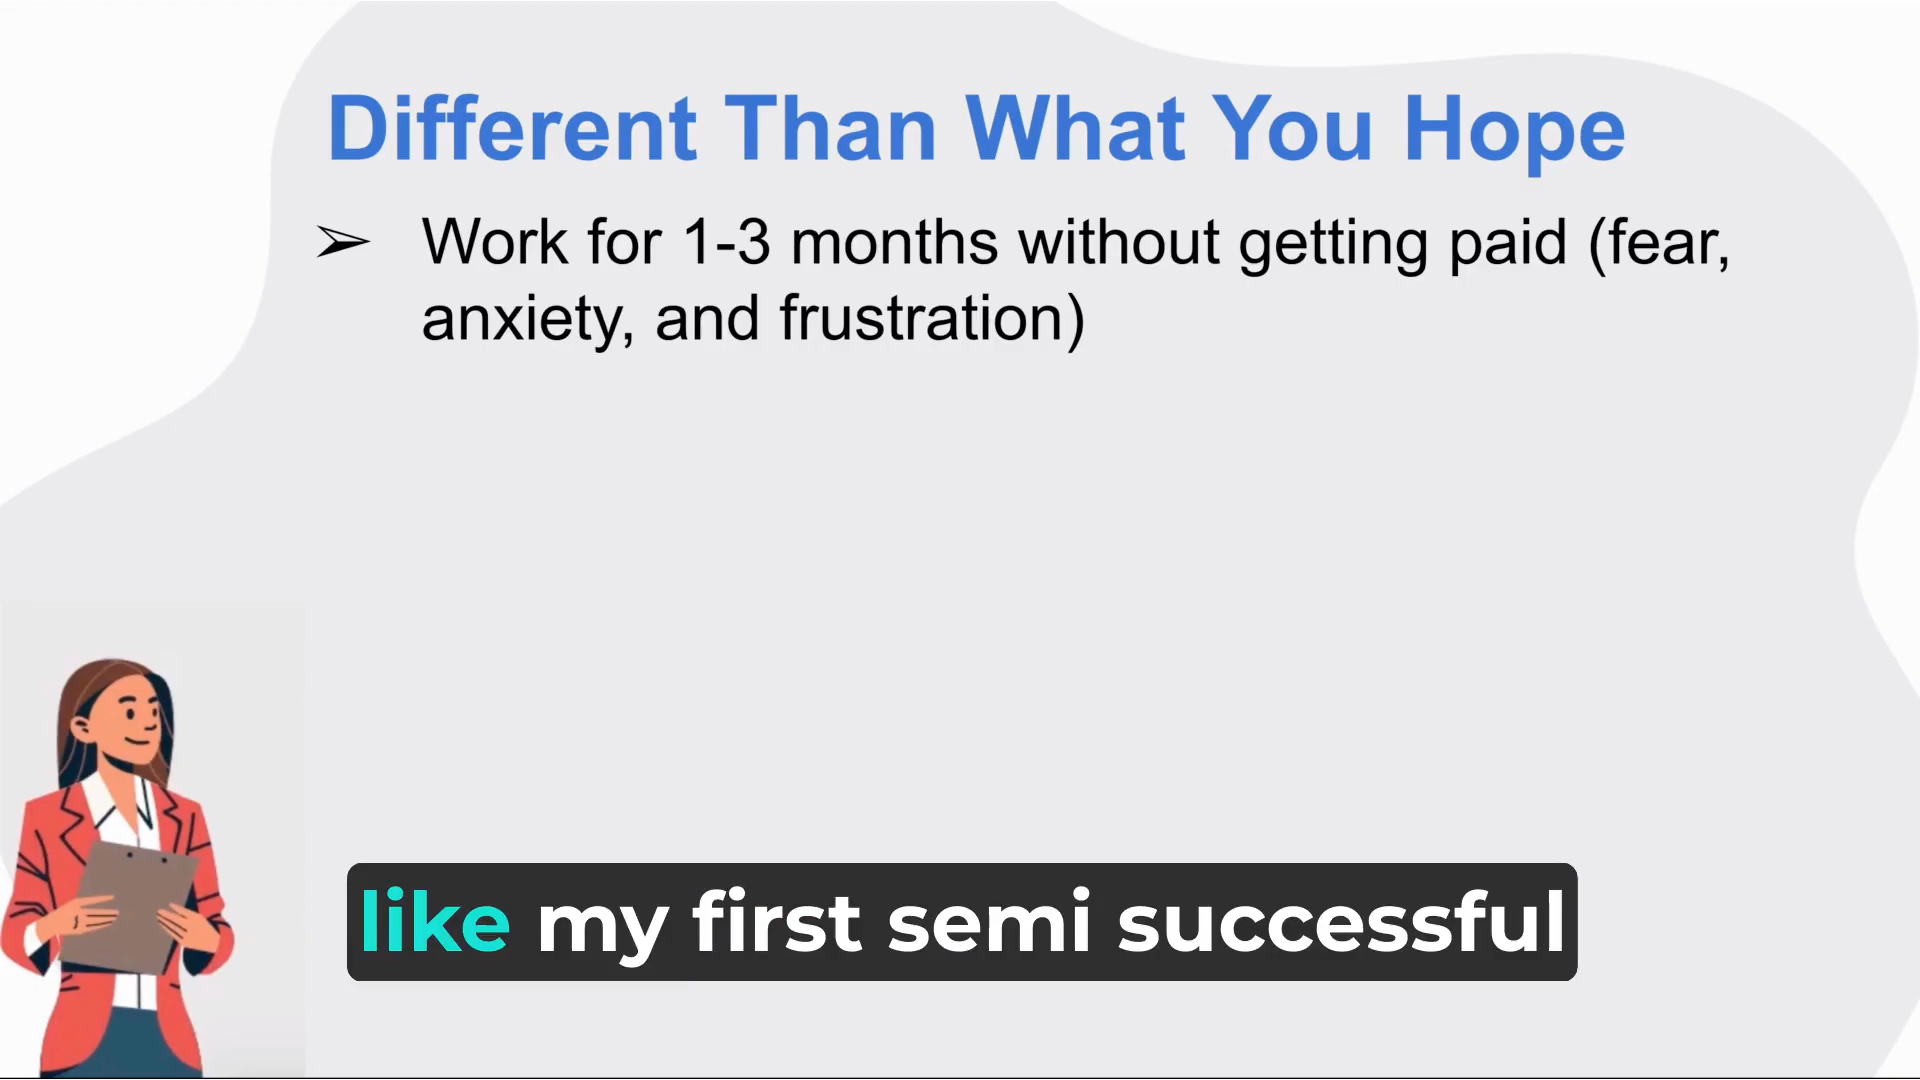 Different Than What You Hope
➢ Work for 1-3 months without getting paid (fear,
anxiety, and frustration)
like my first semi successful